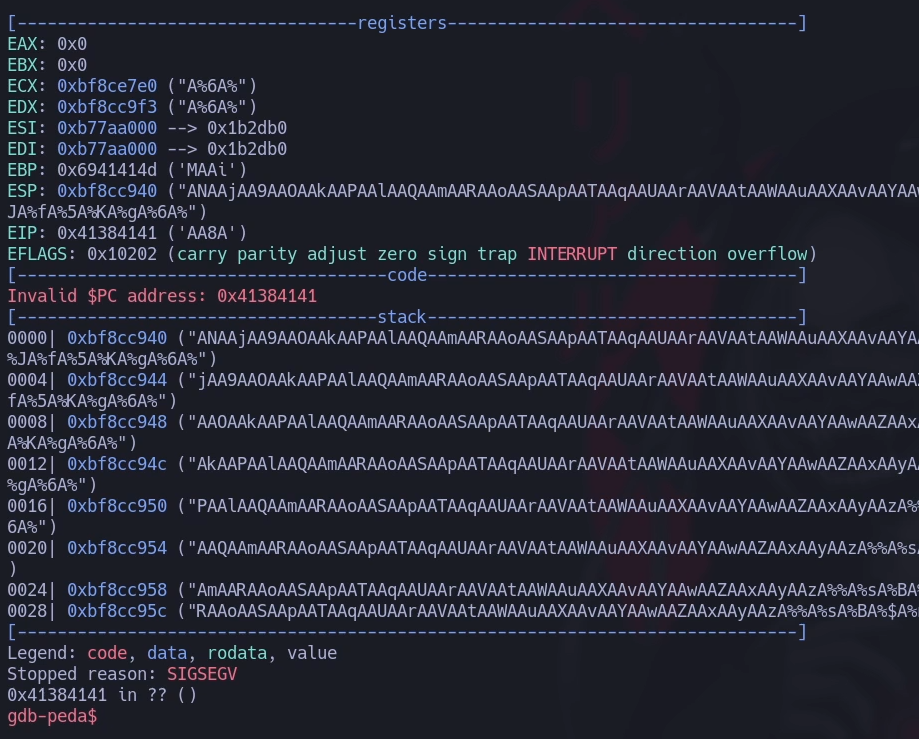 [----------------------------------registers-----------------------------------]
EAX: 0x0
EBX: 0x0
ECX: 0xbf8ce7e0 ("A%6A%")
EDX: 0xbf8cc9f3 ("A%6A%")
ESI: 0xb77aa000 --> 0x1b2db0
EDI: 0xb77aa000 --> 0x1b2db0
EBP: 0x6941414d ('MAAi')
ESP: 0xbf8cc940 ("ANAAjAA9AAOAAkAAPAAlAAQAAmAARAAoAASAApAATAAqAAUAArAAVAAtAAWAAuAAXAAvAAYAAw
JA%fA%5A%KA%gA%6A%")
EIP: 0x41384141 ('AA8A')
EFLAGS: 0x10202 (carry parity adjust zero sign trap INTERRUPT direction overflow)
[-------------------------------------code-------------------------------------]
Invalid $PC address: 0x41384141
[------------------------------------stack-------------------------------------]
0000| 0xbf8cc940 ("ANAAjAA9AAOAAkAAPAAlAAQAAmAARAAoAASAApAATAAqAAUAArAAVAAtAAWAAuAAXAAvAAYA
%JA%fA%5A%KA%gA%6A%")
0004| 0xbf8cc944 ("jAA9AAOAAkAAPAAlAAQAAmAARAAoAASAApAATAAqAAUAArAAVAAtAAWAAuAAXAAvAAYAAwAA
fA%5A%KA%gA%6A%")
0008| 0xbf8cc948 ("AAOAAkAAPAAlAAQAAmAARAAoAASAApAATAAqAAUAArAAVAAtAAWAAuAAXAAvAAYAAwAAZAAx
A%KA%gA%6A%")
0012| 0xbf8cc94c ("AkAAPAAlAAQAAmAARAAoAASAApAATAAqAAUAArAAVAAtAAWAAuAAXAAvAAYAAwAAZAAxAAyA
%gA%6A%")
0016| 0xbf8cc950 ("PAAlAAQAAmAARAAoAASAApAATAAqAAUAArAAVAAtAAWAAuAAXAAvAAYAAwAAZAAxAAyAAzA%
6A%")
0020| 0xbf8cc954 ("AAQAAmAARAAoAASAApAATAAqAAUAArAAVAAtAAWAAuAAXAAvAAYAAwAAZAAxAAyAAzA%%A%s
)
0024| 0xbf8cc958 ("AmAARAAoAASAApAATAAqAAUAArAAVAAtAAWAAuAAXAAvAAYAAwAAZAAxAAyAAzA%%A%sA%BA
0028| 0xbf8cc95c ("RAAoAASAApAATAAqAAUAArAAVAAtAAWAAuAAXAAvAAYAAwAAZAAxAAyAAzA%%A%sA%BA%$A%
[------------------------------------------------------------------------------]
Legend: code, data, rodata, value
Stopped reason: SIGSEGV
0x41384141 in ?? ()
gdb-peda$